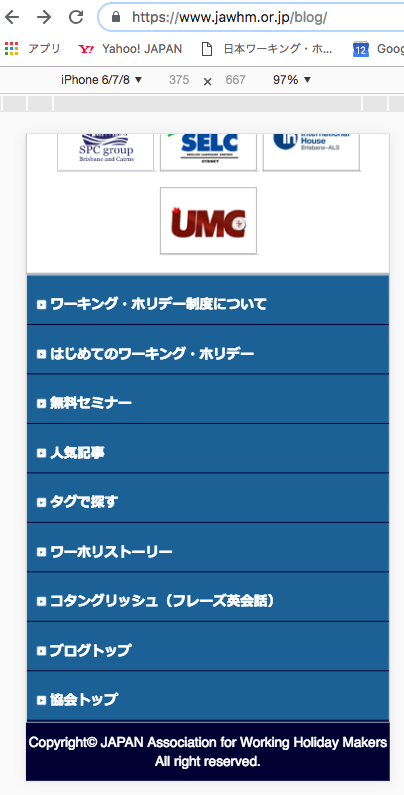 https://www.jawhm.or.jp/blog/
アプリ Yahoo! JAPAN 日本ワーキング・ホ... 12 Goog
iPhone 6/7/8 ▼ 375 × 667 97% ▼
SPC group
Brisbane and Cairns
SELC
SYDNEY
International
House
Brisbane-ALS
UMC
ワーキング・ホリデー制度について
はじめてのワーキング・ホリデー
無料セミナー
人気記事
タグで探す
ワーホリストーリー
コタングリッシュ（フレーズ英会話）
ブログトップ
協会トップ
Copyright© JAPAN Association for Working Holiday Makers
All right reserved.